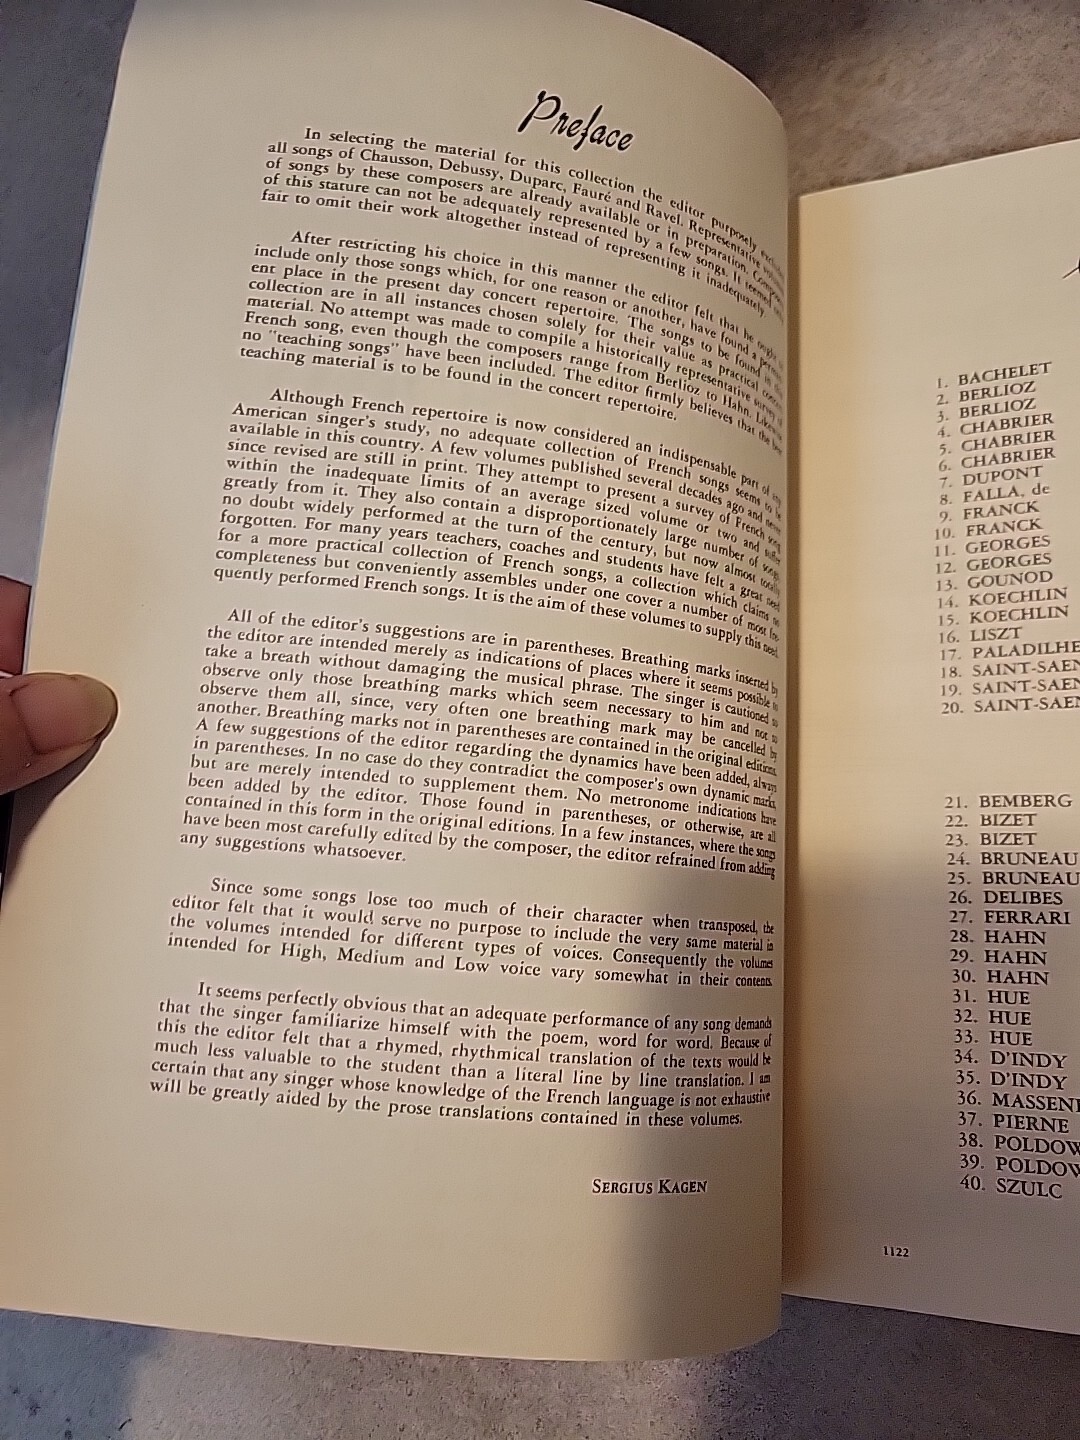 Preface
In selecting the material for this collection the editor purposely
all songs of Chausson, Debussy, Duparc, Fauré and Ravel. Representative
of songs by these composers are already available or in preparation.
of this stature can not be adequately represented by a few songs. It seemed
fair to omit their work altogether instead of representing it inadequately.
After restricting his choice in this manner the editor felt that he ought
include only those songs which, for one reason or another, have found a
ent place in the present day concert repertoire. The songs to be found in this
collection are in all instances chosen solely for their value as practical concert
material. No attempt was made to compile a historically representative survey of
French song, even though the composers range from Berlioz to Hahn. Likewise
no "teaching songs" have been included. The editor firmly believes that the best
teaching material is to be found in the concert repertoire.
Although French repertoire is now considered an indispensable part of any
American singer's study, no adequate collection of French songs seems to be
available in this country. A few volumes published several decades ago and never
since revised are still in print. They attempt to present a survey of French song
within the inadequate limits of an average sized volume or two and suffer
greatly from it. They also contain a disproportionately large number of songs
no doubt widely performed at the turn of the century, but now almost totally
forgotten. For many years teachers, coaches and students have felt a great need
for a more practical collection of French songs, a collection which claims no
completeness but conveniently assembles under one cover a number of most fre-
quently performed French songs. It is the aim of these volumes to supply this need.
All of the editor's suggestions are in parentheses. Breathing marks inserted by
the editor are intended merely as indications of places where it seems possible to
take a breath without damaging the musical phrase. The singer is cautioned to
observe only those breathing marks which seem necessary to him and not to
observe them all, since, very often one breathing mark may be cancelled by
another. Breathing marks not in parentheses are contained in the original editions.
A few suggestions of the editor regarding the dynamics have been added, always
in parentheses. In no case do they contradict the composer's own dynamic marks,
but are merely intended to supplement them. No metronome indications have
been added by the editor. Those found in parentheses, or otherwise, are all
contained in this form in the original editions. In a few instances, where the songs
have been most carefully edited by the composer, the editor refrained from adding
any suggestions whatsoever.
Since some songs lose too much of their character when transposed, the
editor felt that it would serve no purpose to include the very same material in
the volumes intended for different types of voices. Consequently the volumes
intended for High, Medium and Low voice vary somewhat in their contents.
It seems perfectly obvious that an adequate performance of any song demands
that the singer familiarize himself with the poem, word for word. Because of
this the editor felt that a rhymed, rhythmical translation of the texts would be
much less valuable to the student than a literal line by line translation. I am
certain that any singer whose knowledge of the French language is not exhaustive
will be greatly aided by the prose translations contained in these volumes.
SERGIUS KAGEN
1. BACHELET
2. BERLIOZ
3. BERLIOZ
4. CHABRIER
5. CHABRIER
6. CHABRIER
7. DUPONT
8. FALLA, de
9. FRANCK
10. FRANCK
11. GEORGES
12. GEORGES
13. GOUNOD
14. KOECHLIN
15. KOECHLIN
16. LISZT
17. PALADILHE
18. SAINT-SAEN
19. SAINT-SAEN
20. SAINT-SAEN
21. BEMBERG
22. BIZET
23. BIZET
24. BRUNEAU
25. BRUNEAU
26. DELIBES
27. FERRARI
28. HAHN
29. HAHN
30. HAHN
31. HUE
32. HUE
33. HUE
34. D'INDY
35. D'INDY
36. MASSENE
37. PIERNE
38. POLDOW
39. POLDOW
40. SZULC
1122